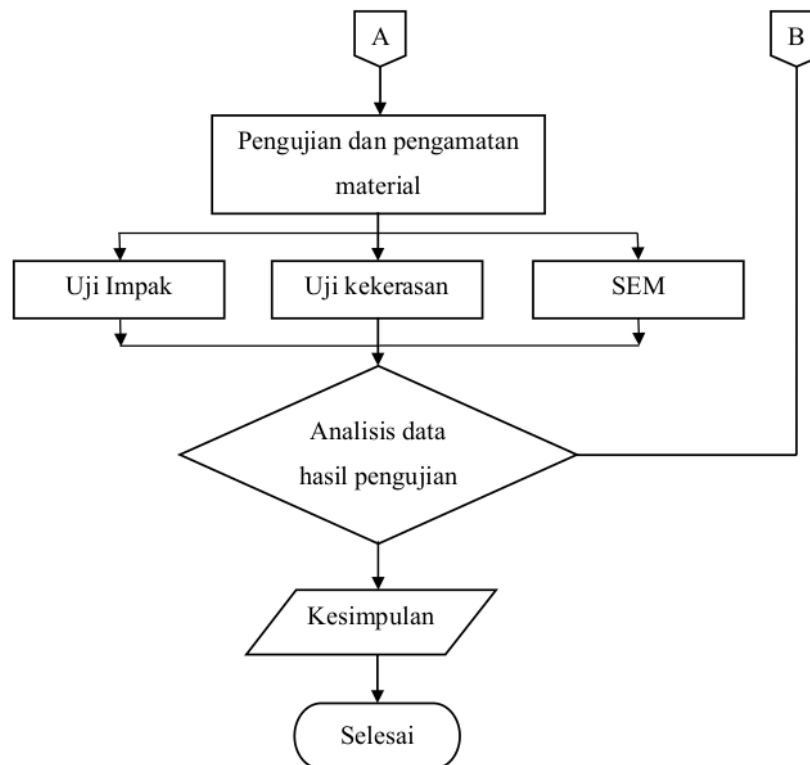 A
B
Pengujian dan pengamatan
material
Uji Impak
Uji kekerasan
SEM
Analisis data
hasil pengujian
Kesimpulan
Selesai